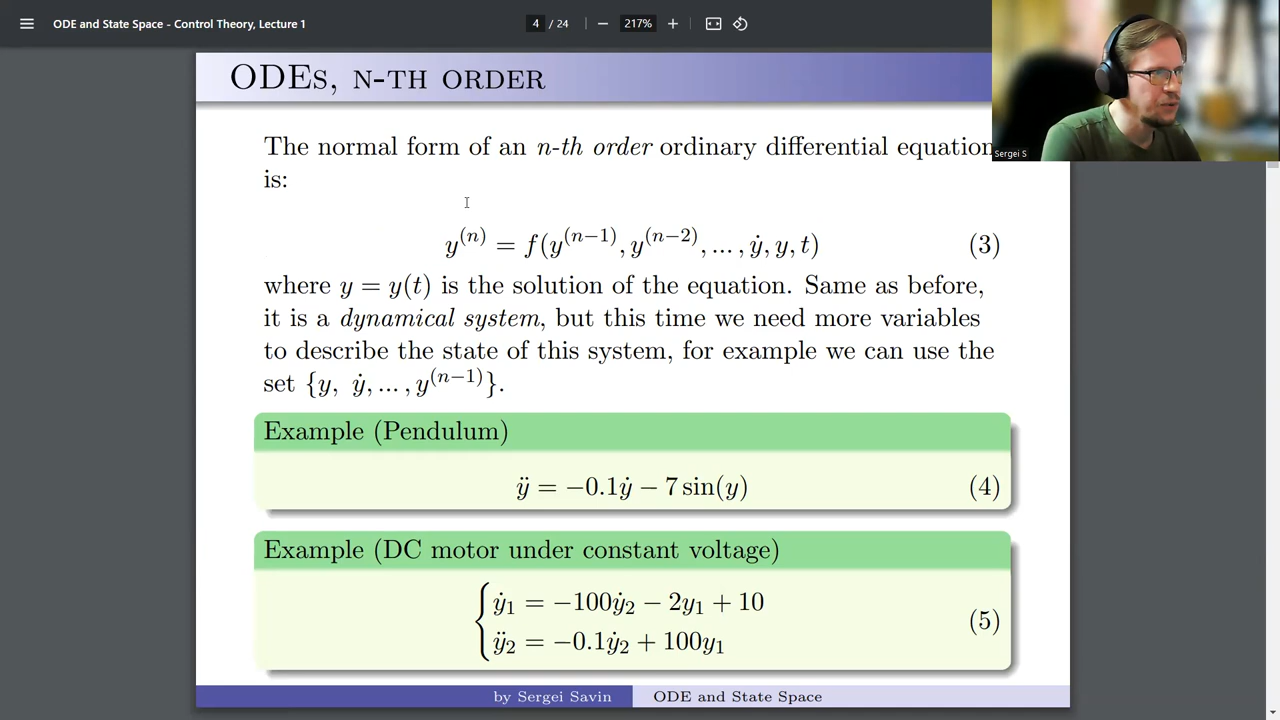 ODE and State Space - Control Theory, Lecture 1
4 / 24
217%
Sergei S
ODEs, N-TH ORDER
The normal form of an n-th order ordinary differential equation
is:
y^(n) = f(y^(n−1), y^(n−2), ..., ẏ, y, t) (3)
where y = y(t) is the solution of the equation. Same as before,
it is a dynamical system, but this time we need more variables
to describe the state of this system, for example we can use the
set {y, ẏ, ..., y^(n−1)}.
Example (Pendulum)
ÿ = −0.1ẏ − 7 sin(y) (4)
Example (DC motor under constant voltage)
ẏ₁ = −100ẏ₂ − 2y₁ + 10
ÿ₂ = −0.1ẏ₂ + 100y₁
(5)
by Sergei Savin
ODE and State Space